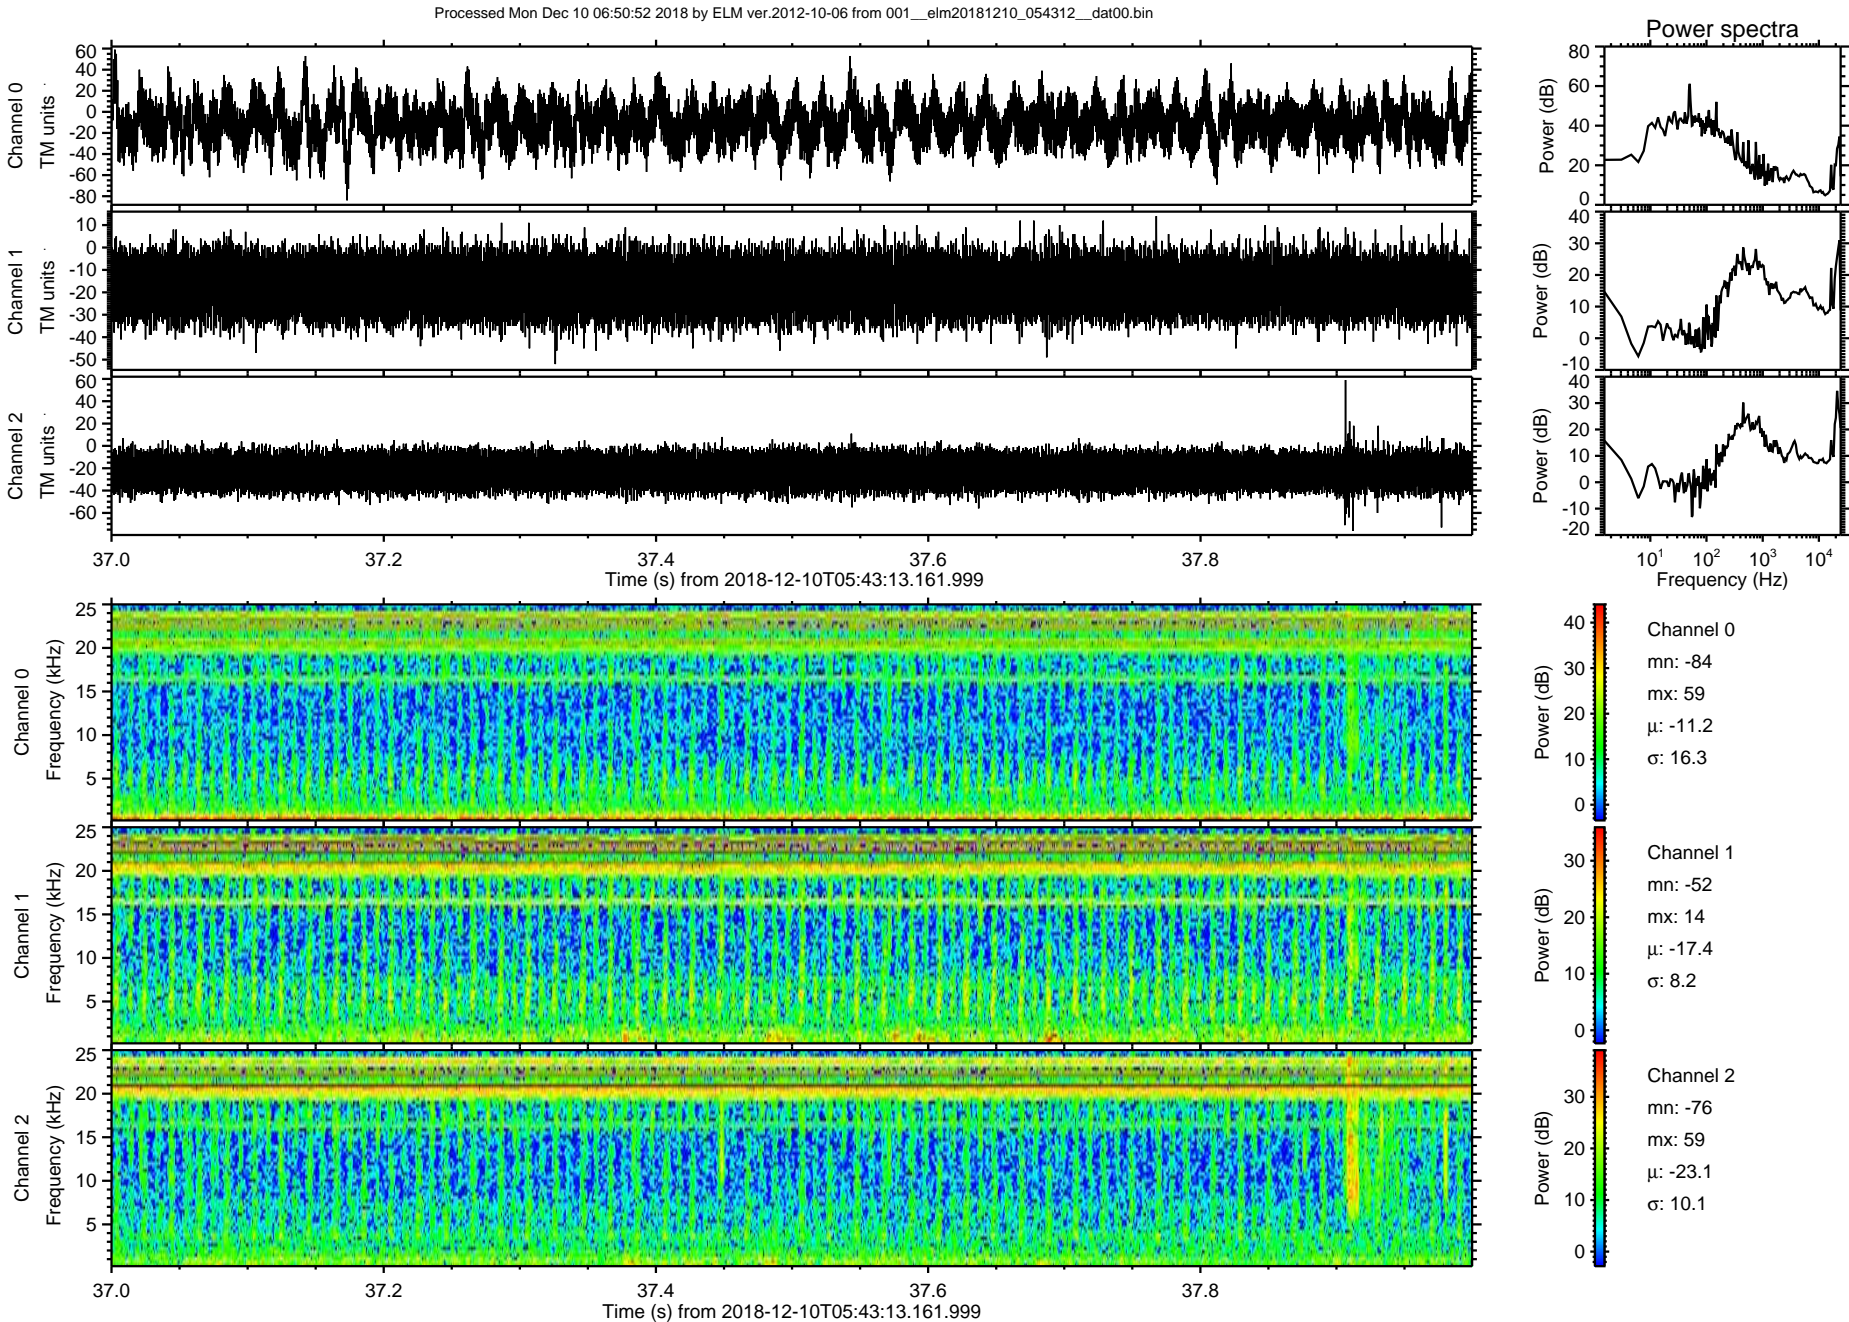 Processed Mon Dec 10 06:50:52 2018 by ELM ver.2012-10-06 from 001__elm20181210_054312__dat00.bin
Power spectra
Channel 0
TM units
60
40
20
0
-20
-40
-60
-80
Power (dB)
80
60
40
20
0
Channel 1
TM units
10
0
-10
-20
-30
-40
-50
Power (dB)
40
30
20
10
0
-10
Channel 2
TM units
60
40
20
0
-20
-40
-60
Power (dB)
40
30
20
10
0
-10
-20
37.0 37.2 37.4 37.6 37.8
Time (s) from 2018-12-10T05:43:13.161.999
10¹ 10² 10³ 10⁴
Frequency (Hz)
Channel 0
Frequency (kHz)
25
20
15
10
5
Power (dB)
40
30
20
10
0
Channel 0
mn: -84
mx: 59
μ: -11.2
σ: 16.3
Channel 1
Frequency (kHz)
25
20
15
10
5
Power (dB)
30
20
10
0
Channel 1
mn: -52
mx: 14
μ: -17.4
σ: 8.2
Channel 2
Frequency (kHz)
25
20
15
10
5
Power (dB)
30
20
10
0
Channel 2
mn: -76
mx: 59
μ: -23.1
σ: 10.1
37.0 37.2 37.4 37.6 37.8
Time (s) from 2018-12-10T05:43:13.161.999